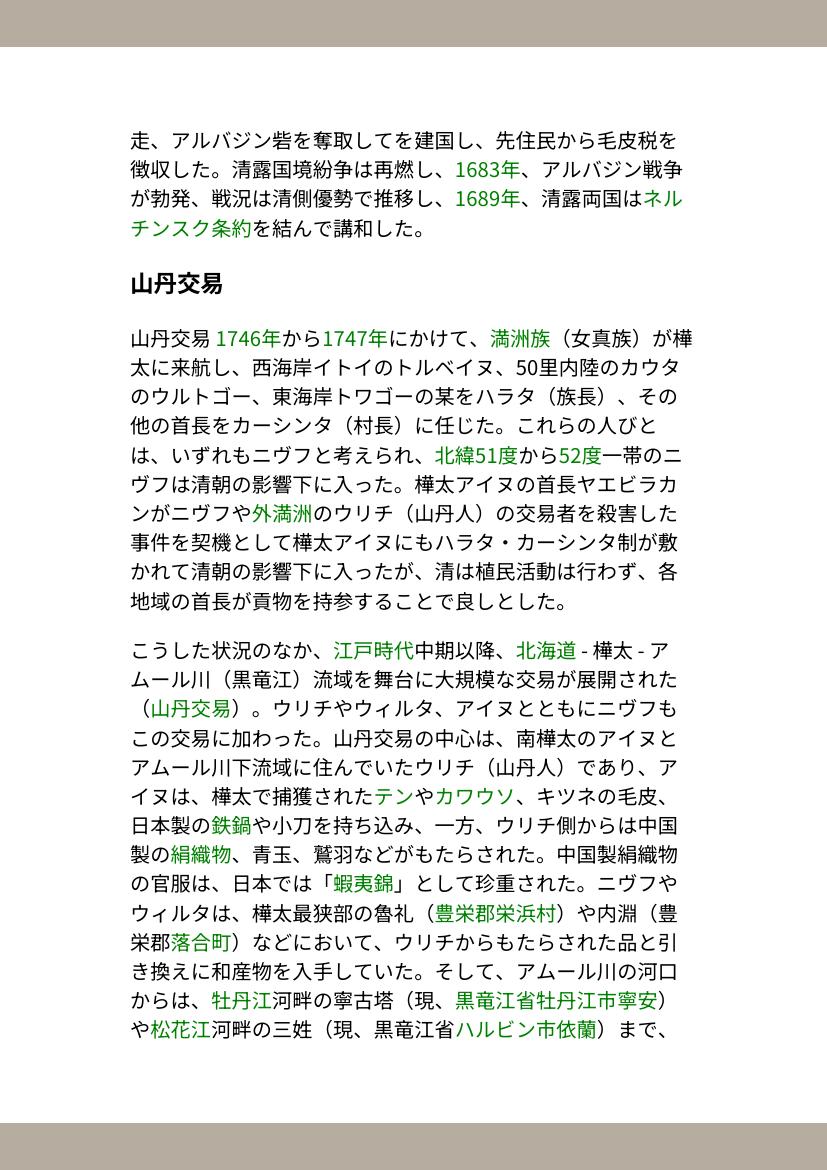 走、アルバジン砦を奪取してを建国し、先住民から毛皮税を
徴収した。清露国境紛争は再燃し、1683年、アルバジン戦争
が勃発、戦況は清側優勢で推移し、1689年、清露両国はネル
チンスク条約を結んで講和した。
山丹交易
山丹交易 1746年から1747年にかけて、満洲族（女真族）が樺
太に来航し、西海岸イトイのトルベイヌ、50里内陸のカウタ
のウルトゴー、東海岸トワゴーの某をハラタ（族長）、その
他の首長をカーシンタ（村長）に任じた。これらの人びと
は、いずれもニヴフと考えられ、北緯51度から52度一帯のニ
ヴフは清朝の影響下に入った。樺太アイヌの首長ヤエビラカ
ンがニヴフや外満洲のウリチ（山丹人）の交易者を殺害した
事件を契機として樺太アイヌにもハラタ・カーシンタ制が敷
かれて清朝の影響下に入ったが、清は植民活動は行わず、各
地域の首長が貢物を持参することで良しとした。
こうした状況のなか、江戸時代中期以降、北海道 - 樺太 - ア
ムール川（黒竜江）流域を舞台に大規模な交易が展開された
（山丹交易）。ウリチやウィルタ、アイヌとともにニヴフも
この交易に加わった。山丹交易の中心は、南樺太のアイヌと
アムール川下流域に住んでいたウリチ（山丹人）であり、ア
イヌは、樺太で捕獲されたテンやカワウソ、キツネの毛皮、
日本製の鉄鍋や小刀を持ち込み、一方、ウリチ側からは中国
製の絹織物、青玉、鷲羽などがもたらされた。中国製絹織物
の官服は、日本では「蝦夷錦」として珍重された。ニヴフや
ウィルタは、樺太最狭部の魯礼（豊栄郡栄浜村）や内淵（豊
栄郡落合町）などにおいて、ウリチからもたらされた品と引
き換えに和産物を入手していた。そして、アムール川の河口
からは、牡丹江河畔の寧古塔（現、黒竜江省牡丹江市寧安）
や松花江河畔の三姓（現、黒竜江省ハルビン市依蘭）まで、